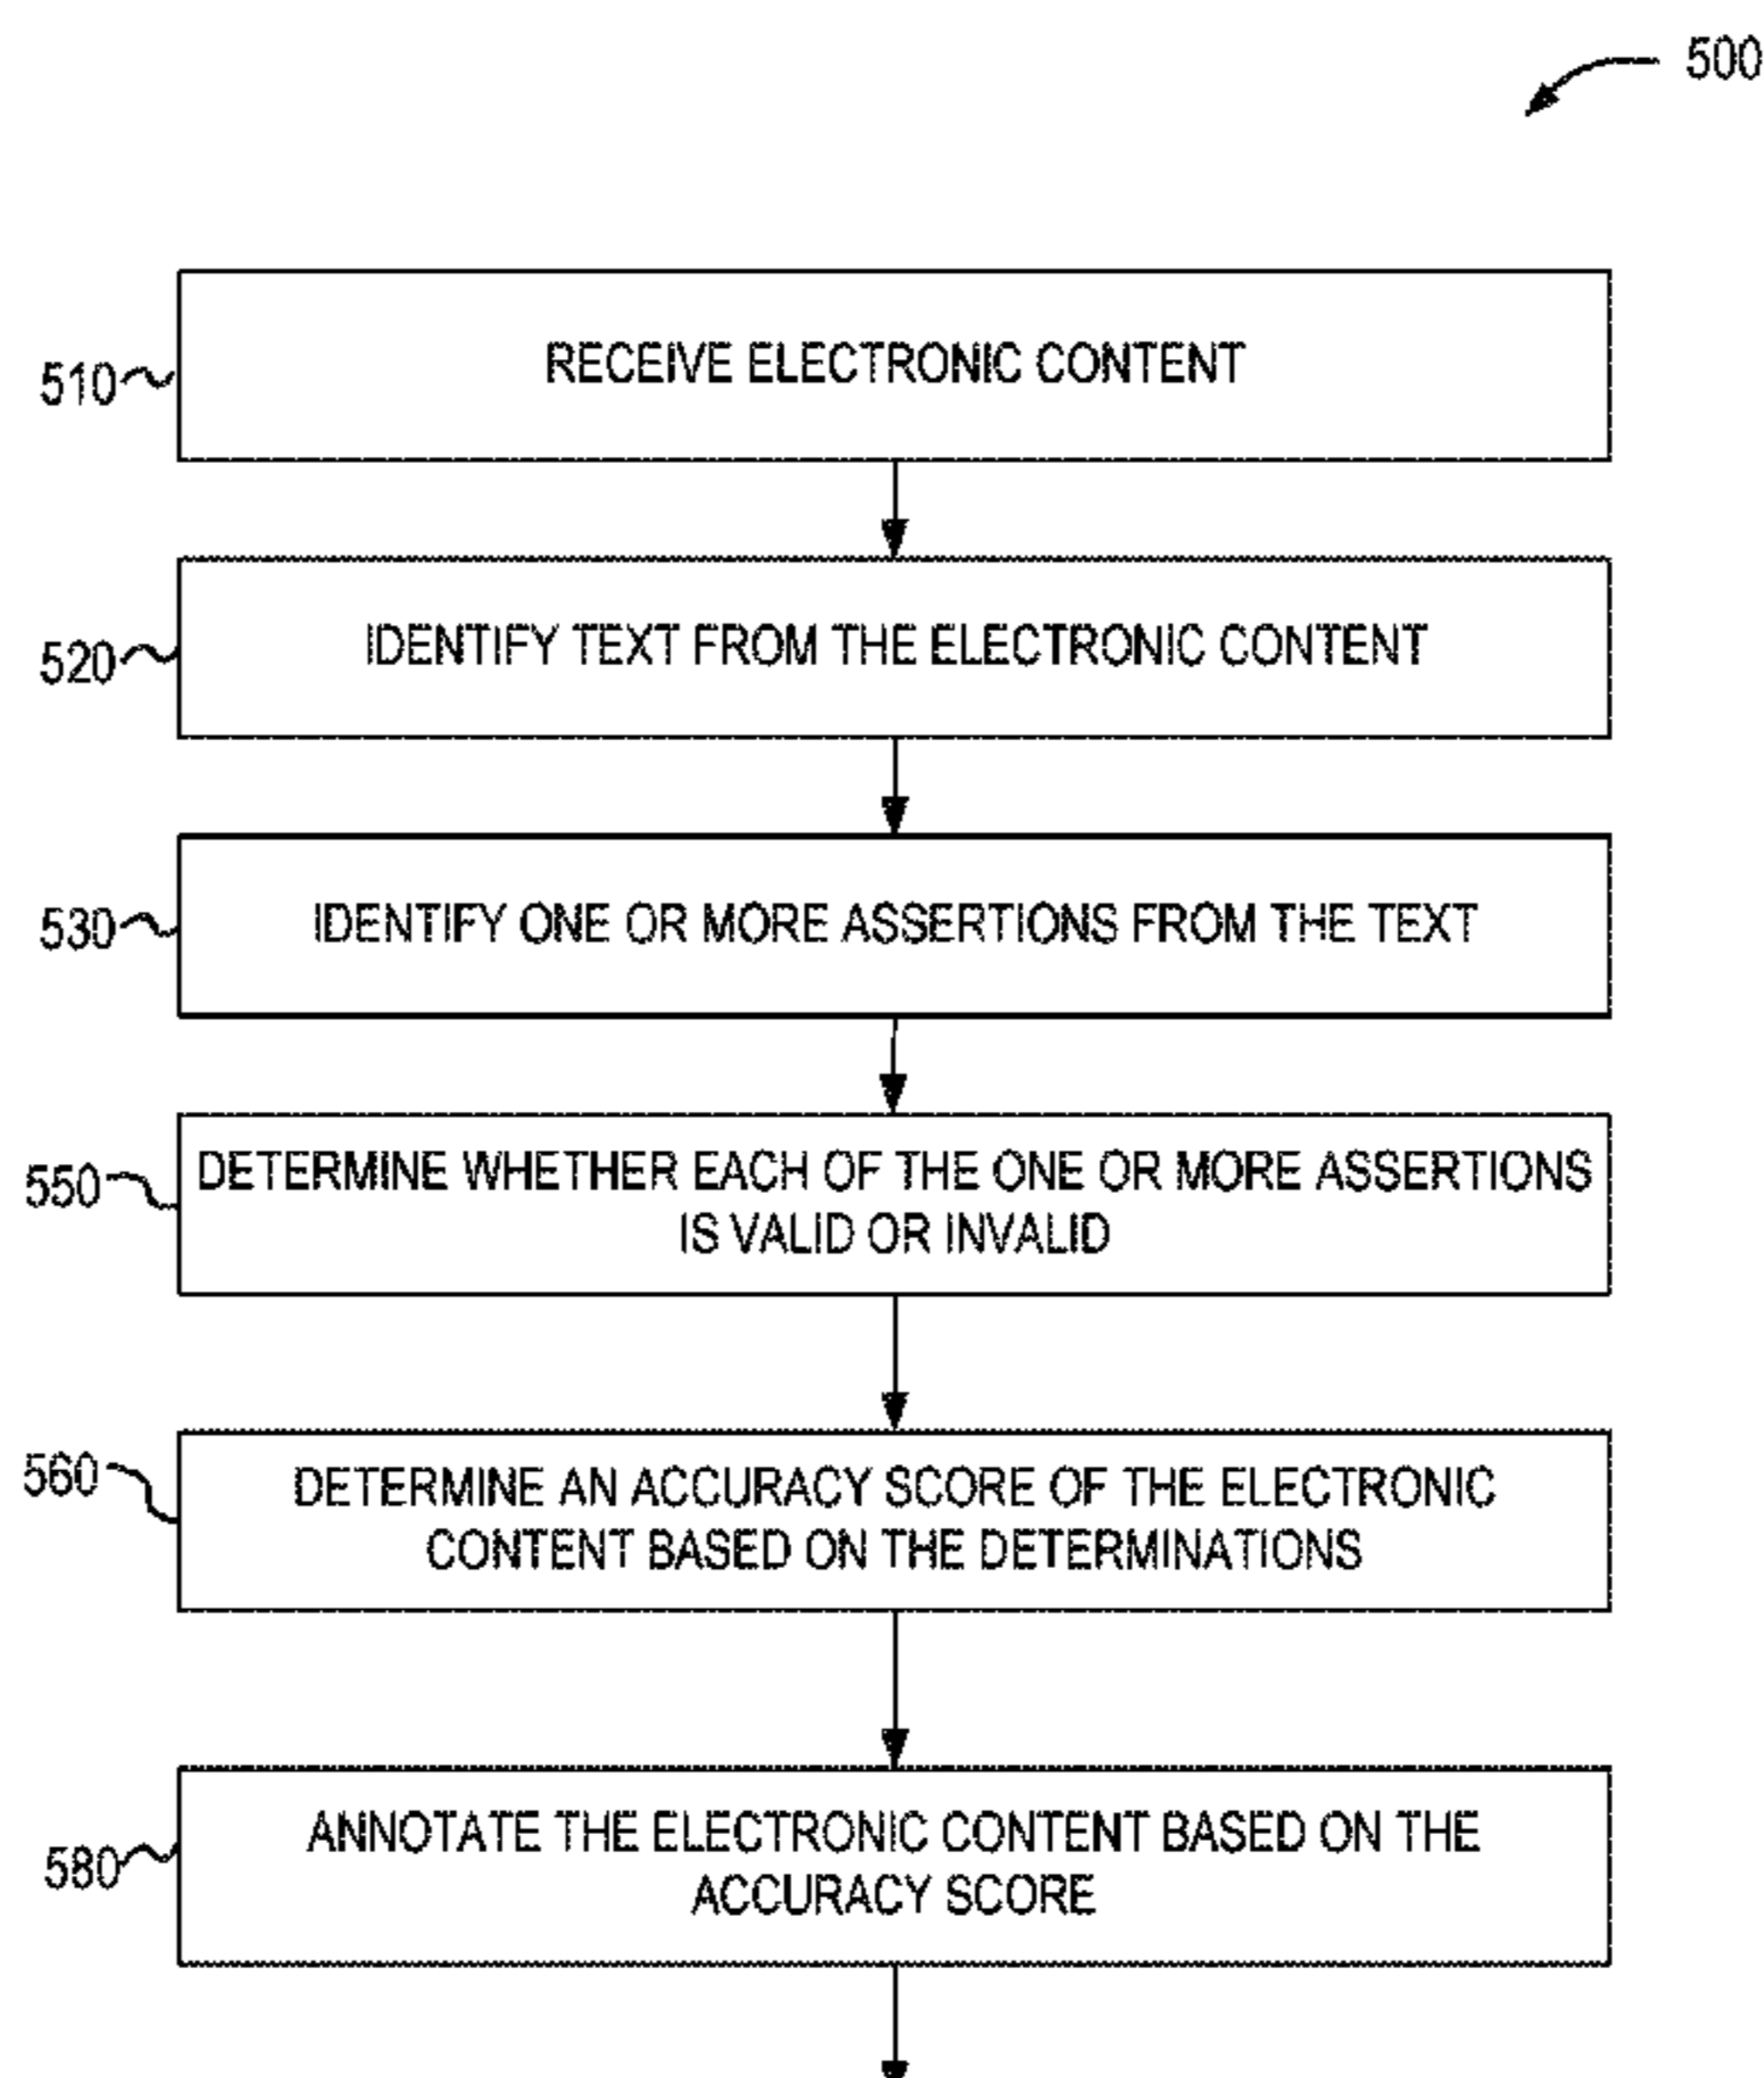 500
510
RECEIVE ELECTRONIC CONTENT
520
IDENTIFY TEXT FROM THE ELECTRONIC CONTENT
530
IDENTIFY ONE OR MORE ASSERTIONS FROM THE TEXT
550
DETERMINE WHETHER EACH OF THE ONE OR MORE ASSERTIONS
IS VALID OR INVALID
560
DETERMINE AN ACCURACY SCORE OF THE ELECTRONIC
CONTENT BASED ON THE DETERMINATIONS
580
ANNOTATE THE ELECTRONIC CONTENT BASED ON THE
ACCURACY SCORE